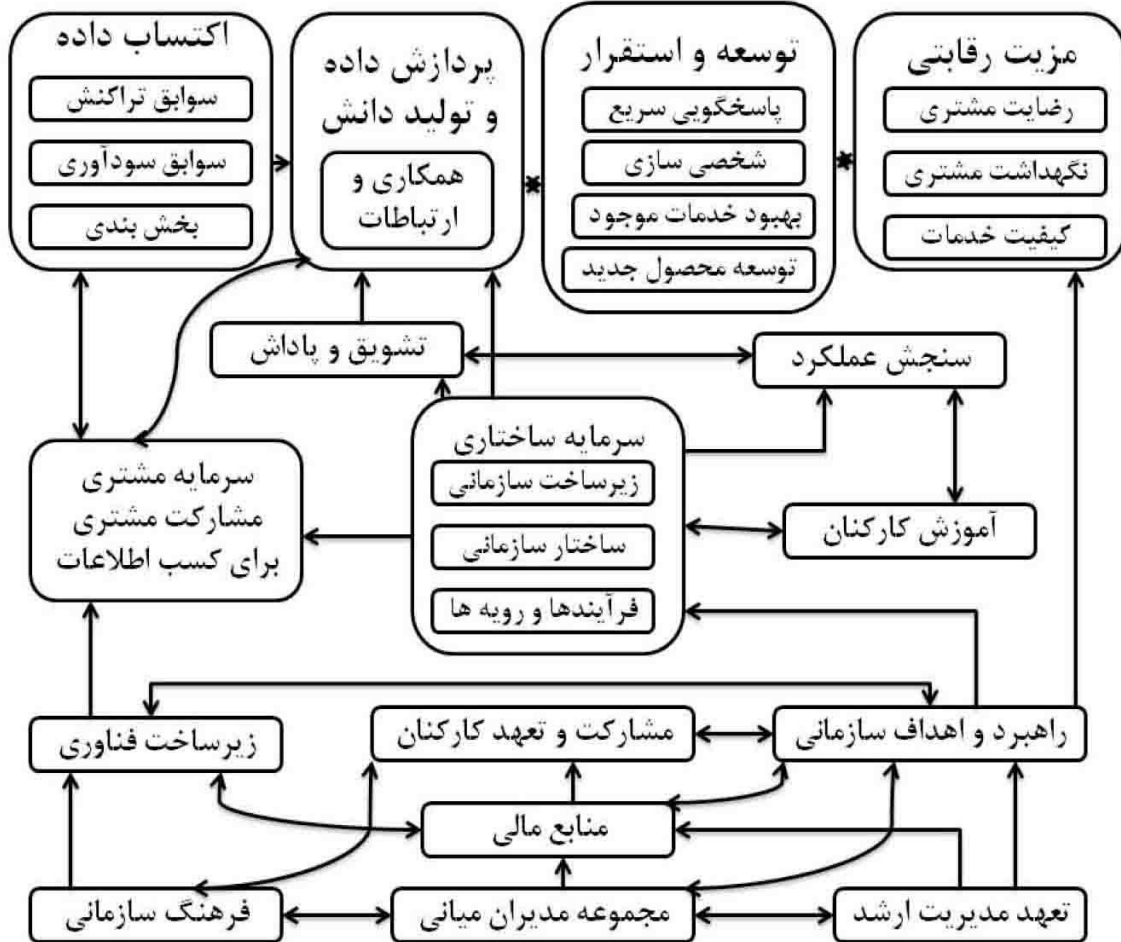 مزیت رقابتی
رضایت مشتری
نگهداشت مشتری
کیفیت خدمات
توسعه و استقرار
پاسخگویی سریع
شخصی سازی
بهبود خدمات موجود
توسعه محصول جدید
پردازش داده
و تولید دانش
همکاری و
ارتباطات
اکتساب داده
سوابق تراکنش
سوابق سودآوری
بخش بندی
سنجش عملکرد
تشویق و پاداش
آموزش کارکنان
سرمایه ساختاری
زیرساخت سازمانی
ساختار سازمانی
فرآیندها و رویه ها
سرمایه مشتری
مشارکت مشتری
برای کسب اطلاعات
راهبرد و اهداف سازمانی
مشارکت و تعهد کارکنان
زیرساخت فناوری
منابع مالی
تعهد مدیریت ارشد
مجموعه مدیران میانی
فرهنگ سازمانی